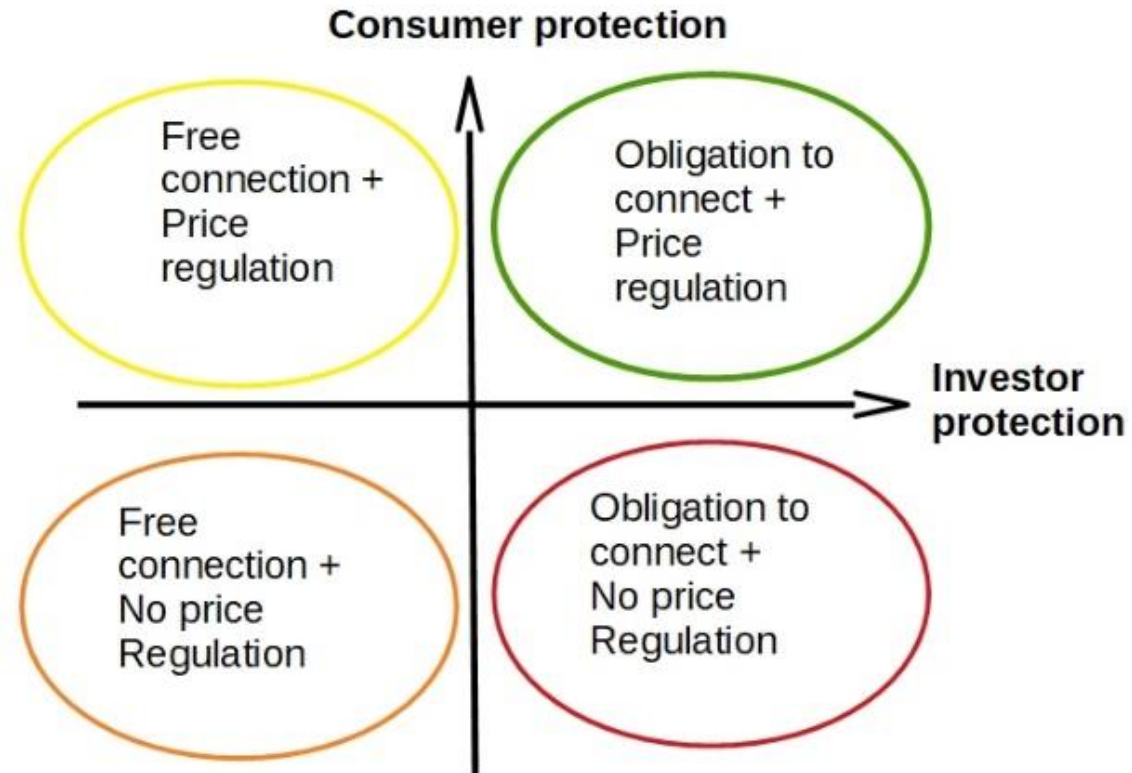 Consumer protection
Free
connection +
Price
regulation
Obligation to
connect +
Price
regulation
Investor
protection
Free
connection +
No price
Regulation
Obligation to
connect +
No price
Regulation